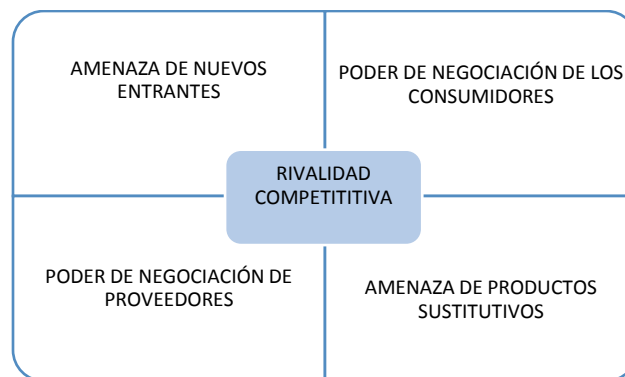 AMENAZA DE NUEVOS
ENTRANTES
PODER DE NEGOCIACIÓN DE LOS
CONSUMIDORES
RIVALIDAD
COMPETITITIVA
PODER DE NEGOCIACIÓN DE
PROVEEDORES
AMENAZA DE PRODUCTOS
SUSTITUTIVOS